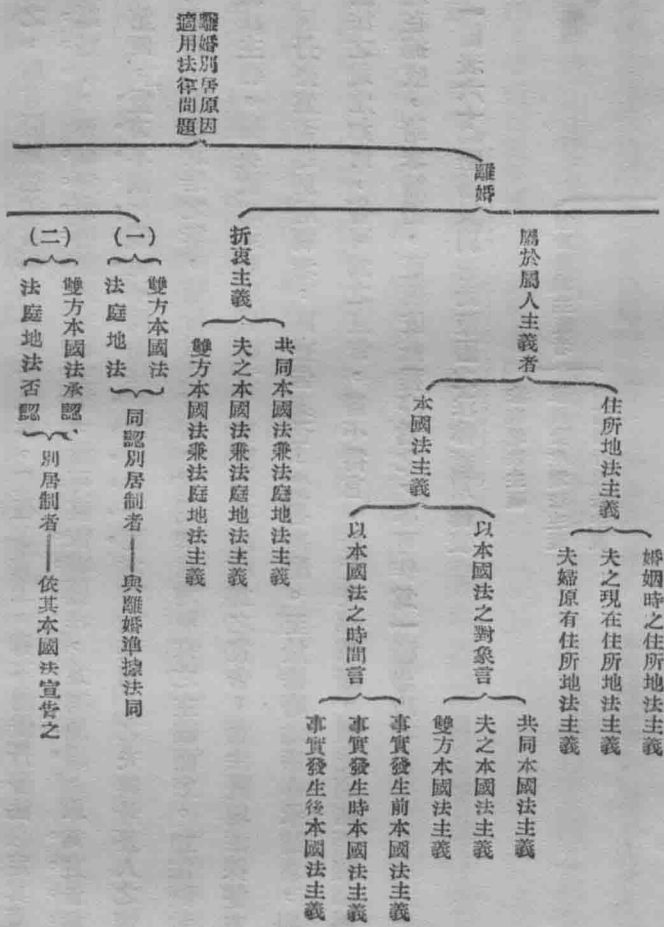 離婚別居原因
適用法律問題
離婚
屬於屬人主義者
住所地法主義
婚姻時之住所地法主義
夫之現在住所地法主義
夫婦原有住所地法主義
本國法主義
以本國法之對象言
共同本國法主義
夫之本國法主義
雙方本國法主義
以本國法之時間言
事實發生前本國法主義
事實發生時本國法主義
事實發生後本國法主義
折衷主義
共同本國法兼法庭地法主義
夫之本國法兼法庭地法主義
雙方本國法兼法庭地法主義
(一)
雙方本國法
法庭地法
同認別居制者——與離婚準據法同
(二)
雙方本國法承認
法庭地法否認
別居制者——依其本國法宣告之